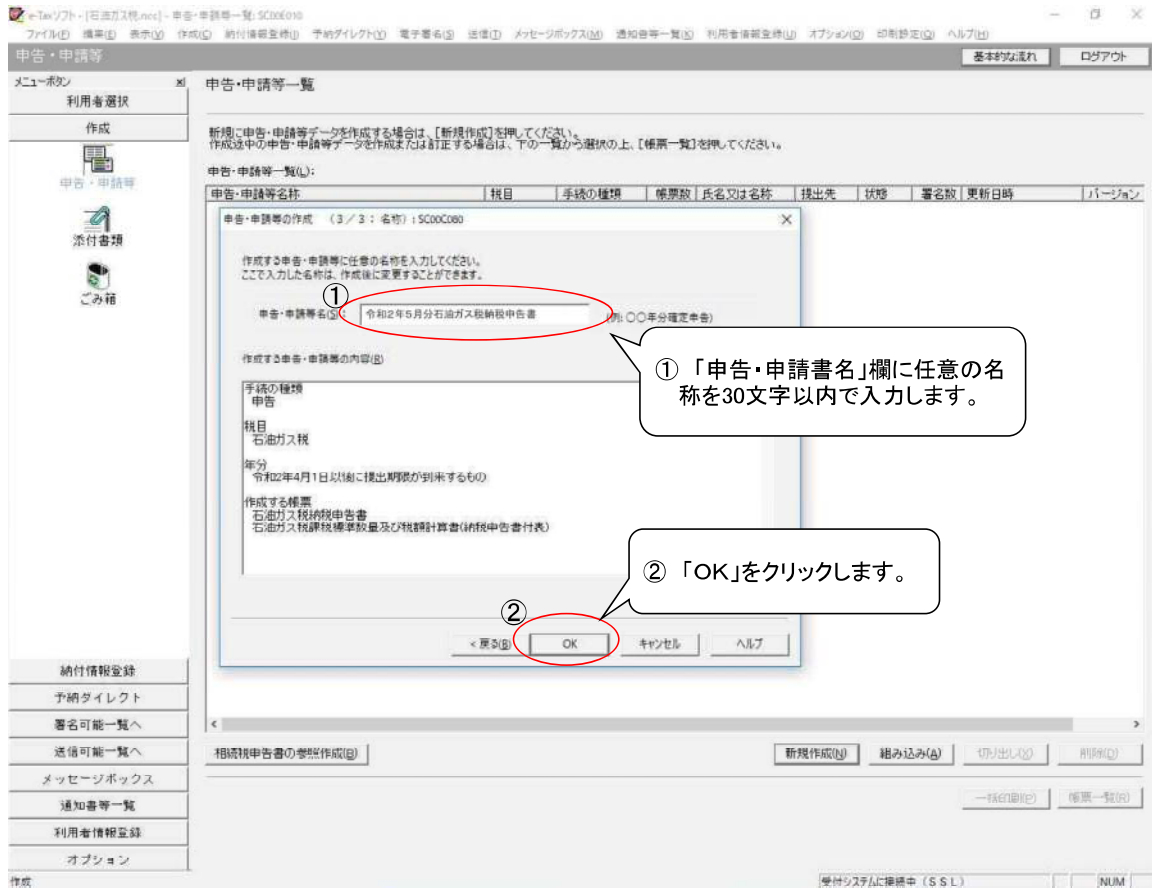 e-Taxソフト - [石油ガス税.ncc] - 申告・申請等一覧: SC00E010
ファイル(F) 編集(E) 表示(V) 作成(C) 納付情報登録(J) 予納ダイレクト(Y) 電子署名(S) 送信(T) メッセージボックス(M) 通知書等一覧(K) 利用者情報登録(U) オプション(O) 印刷設定(Q) ヘルプ(H)
申告・申請等
基本的な流れ
ログアウト
メニューボタン
利用者選択
作成
申告・申請等
添付書類
ごみ箱
申告・申請等一覧
新規に申告・申請等データを作成する場合は、[新規作成]を押してください。
作成途中の申告・申請等データを作成または訂正する場合は、下の一覧から選択の上、[帳票一覧]を押してください。
申告・申請等一覧(L):
申告・申請等名称 税目 手続の種類 帳票数 氏名又は名称 提出先 状態 署名数 更新日時 バージョン
申告・申請等の作成 (3/3:名称):SC00C080
作成する申告・申請等に任意の名称を入力してください。
ここで入力した名称は、作成後に変更することができます。
①
申告・申請等名(S): 令和2年5月分石油ガス税納税申告書 (例:○○年分確定申告)
① 「申告・申請書名」欄に任意の名
称を30文字以内で入力します。
作成する申告・申請等の内容(R)
手続の種類
申告
税目
石油ガス税
年分
令和2年4月1日以後に提出期限が到来するもの
作成する帳票
石油ガス税納税申告書
石油ガス税課税標準数量及び税額計算書(納税申告書付表)
② 「OK」をクリックします。
②
< 戻る(B) OK キャンセル ヘルプ
納付情報登録
予納ダイレクト
署名可能一覧へ
送信可能一覧へ
メッセージボックス
通知書等一覧
利用者情報登録
オプション
相続税申告書の参照作成(B) 新規作成(N) 組み込み(A) 切り出し(X) 削除(D)
一括印刷(P) 帳票一覧(R)
作成
受付システムに接続中(SSL) NUM